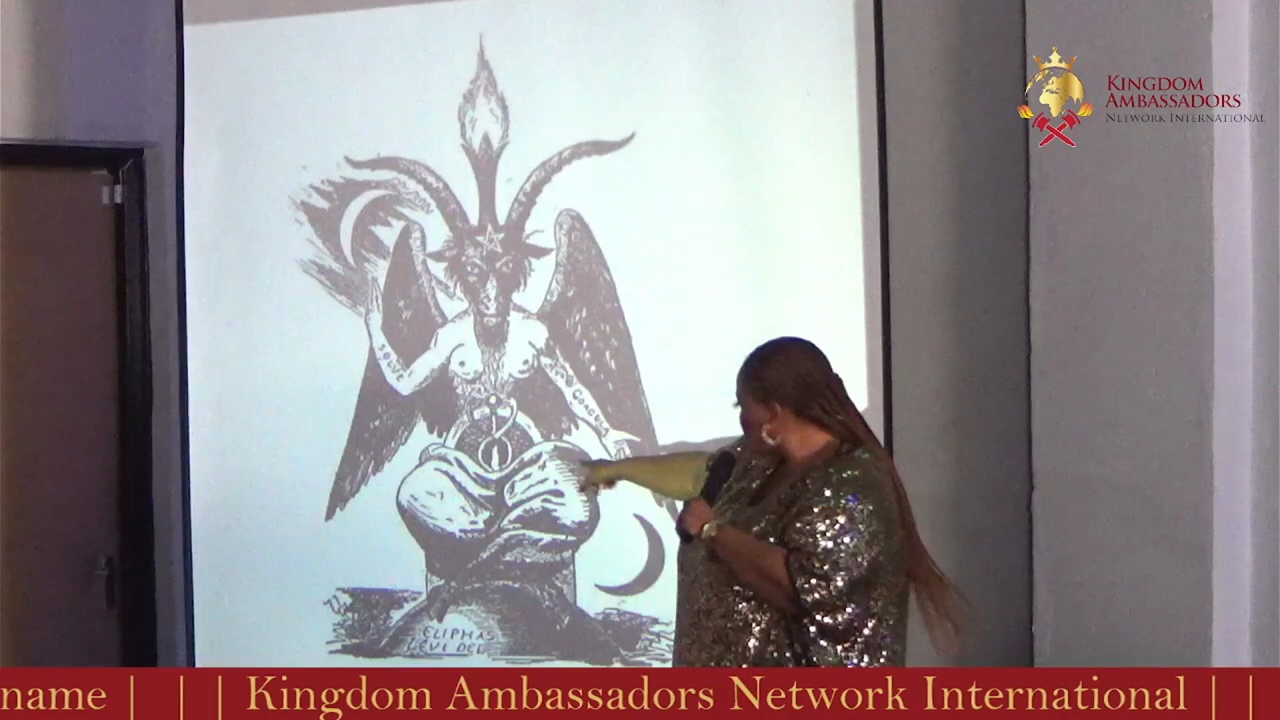 KINGDOM
AMBASSADORS
NETWORK INTERNATIONAL
SOLVE
COAGULA
ELIPHAS
LEVI DEL
name | | | Kingdom Ambassadors Network International | |